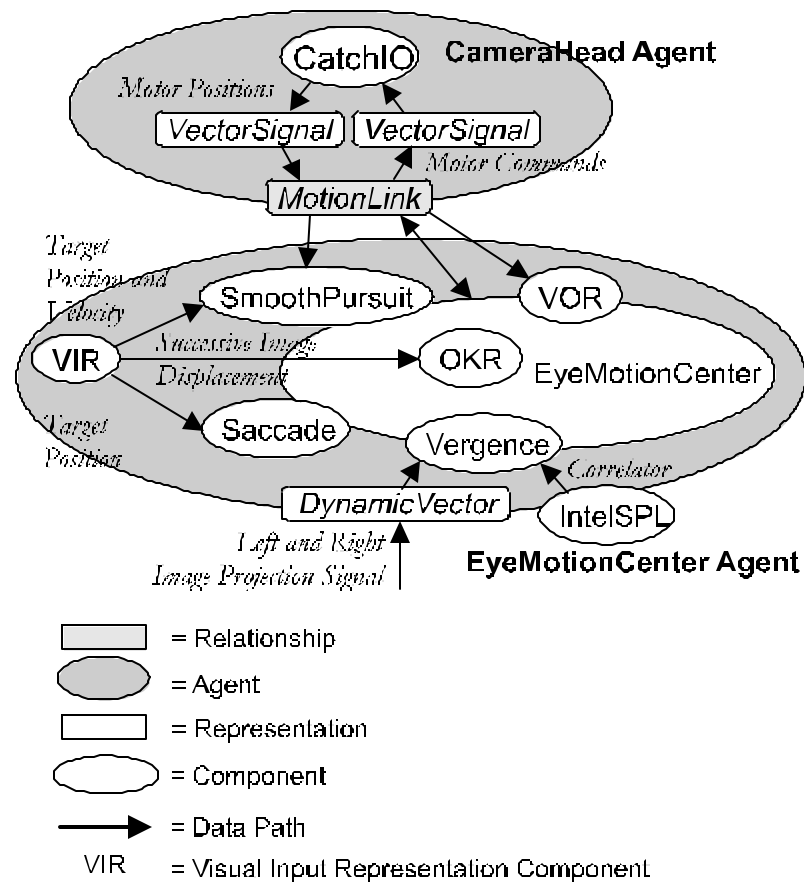 CatchIO
CameraHead Agent
Motor Positions
VectorSignal
VectorSignal
Motor Commands
MotionLink
Target
Position and
Velocity
SmoothPursuit
VOR
VIR
Successive Image
Displacement
OKR
EyeMotionCenter
Target
Position
Saccade
Vergence
Correlator
DynamicVector
IntelSPL
Left and Right
Image Projection Signal
EyeMotionCenter Agent
= Relationship
= Agent
= Representation
= Component
= Data Path
VIR = Visual Input Representation Component